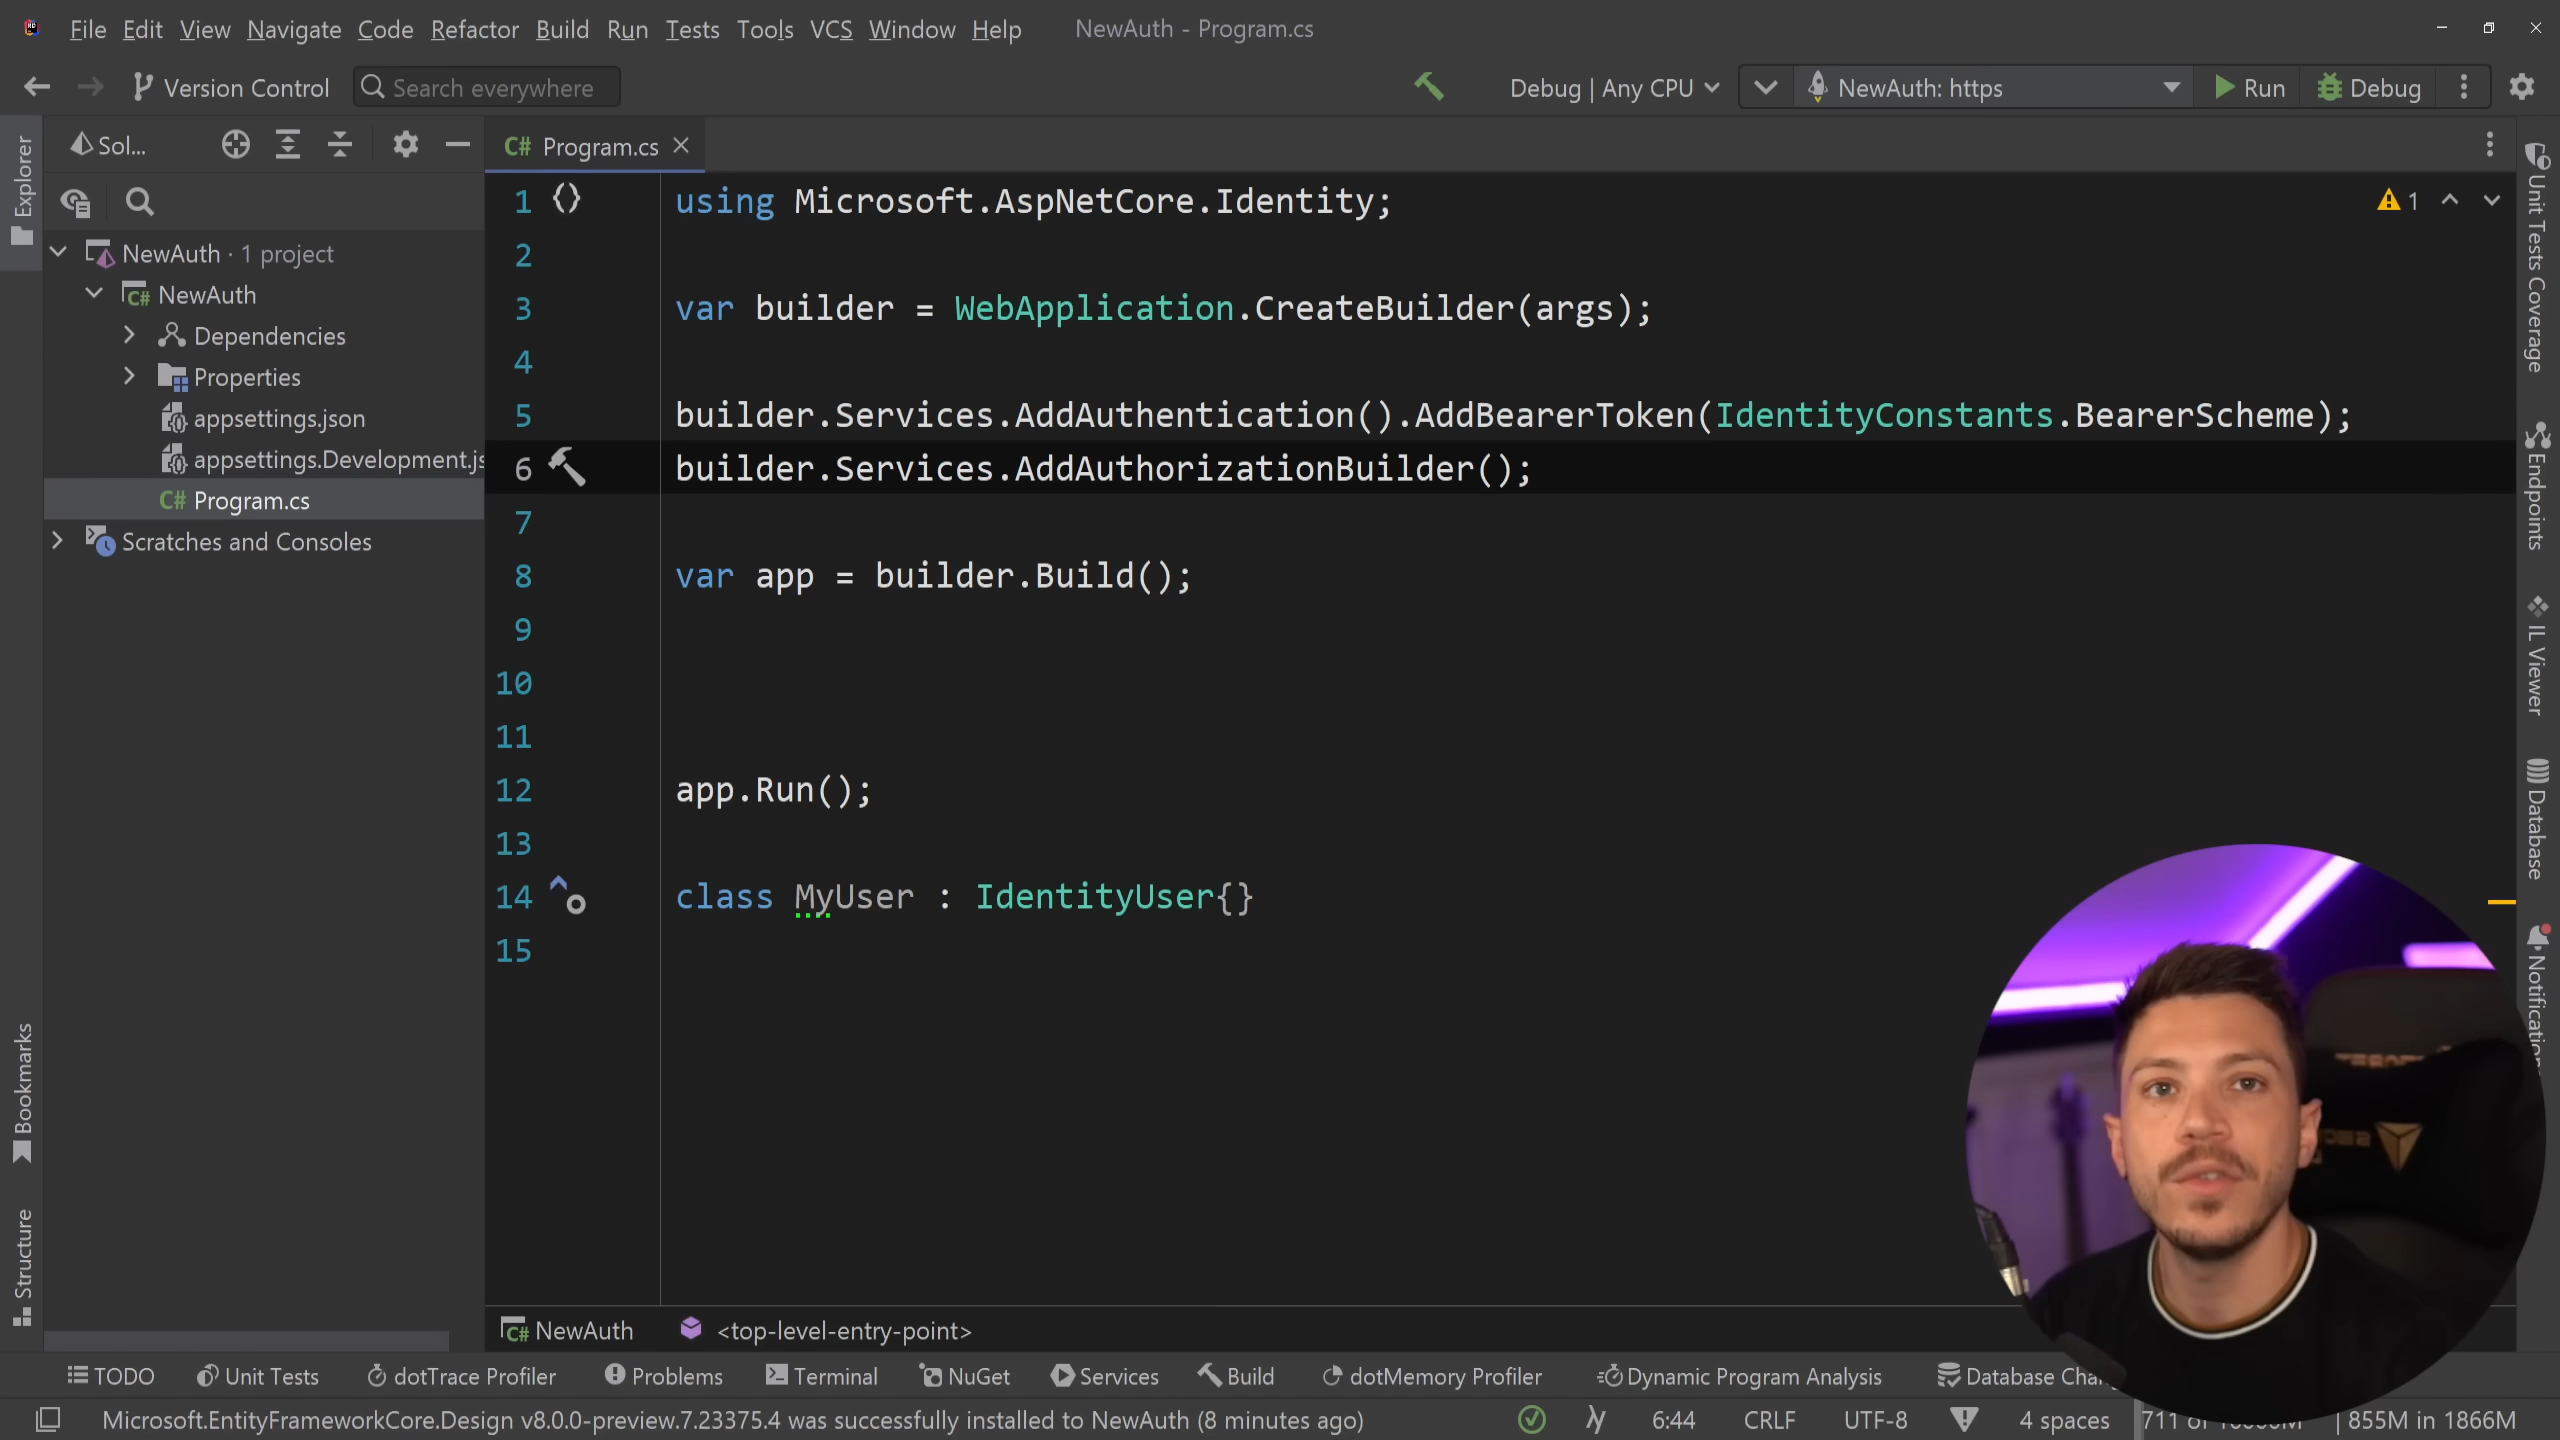 File Edit View Navigate Code Refactor Build Run Tests Tools VCS Window Help NewAuth - Program.cs
Version Control Search everywhere Debug | Any CPU NewAuth: https Run Debug
Explorer
Sol...
NewAuth · 1 project
NewAuth
Dependencies
Properties
appsettings.json
appsettings.Development.js
C# Program.cs
Scratches and Consoles
Bookmarks
Structure
C# Program.cs
1
1 using Microsoft.AspNetCore.Identity;
2
3 var builder = WebApplication.CreateBuilder(args);
4
5 builder.Services.AddAuthentication().AddBearerToken(IdentityConstants.BearerScheme);
6 builder.Services.AddAuthorizationBuilder();
7
8 var app = builder.Build();
9
10
11
12 app.Run();
13
14 class MyUser : IdentityUser{}
15
Unit Tests Coverage
Endpoints
IL Viewer
Database
Notification
C# NewAuth <top-level-entry-point>
TODO Unit Tests dotTrace Profiler Problems Terminal NuGet Services Build dotMemory Profiler Dynamic Program Analysis Database Chan
Microsoft.EntityFrameworkCore.Design v8.0.0-preview.7.23375.4 was successfully installed to NewAuth (8 minutes ago) 6:44 CRLF UTF-8 4 spaces 711 of 855M in 1866M